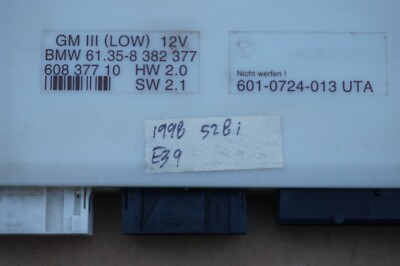 GM III (LOW) 12V
BMW 61.35-8 382 377
608 377 10 HW 2.0
SW 2.1
Nicht werfen !
601-0724-013 UTA
1998 528i
E39